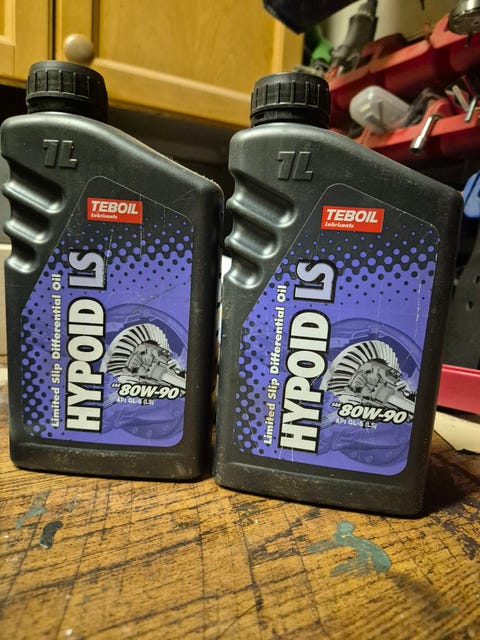 1L
TEBOIL
Lubricants
Limited Slip Differential Oil
HYPOID LS
SAE 80W-90
API GL-5 (LS)
1L
TEBOIL
Lubricants
Limited Slip Differential Oil
HYPOID LS
SAE 80W-90
API GL-5 (LS)